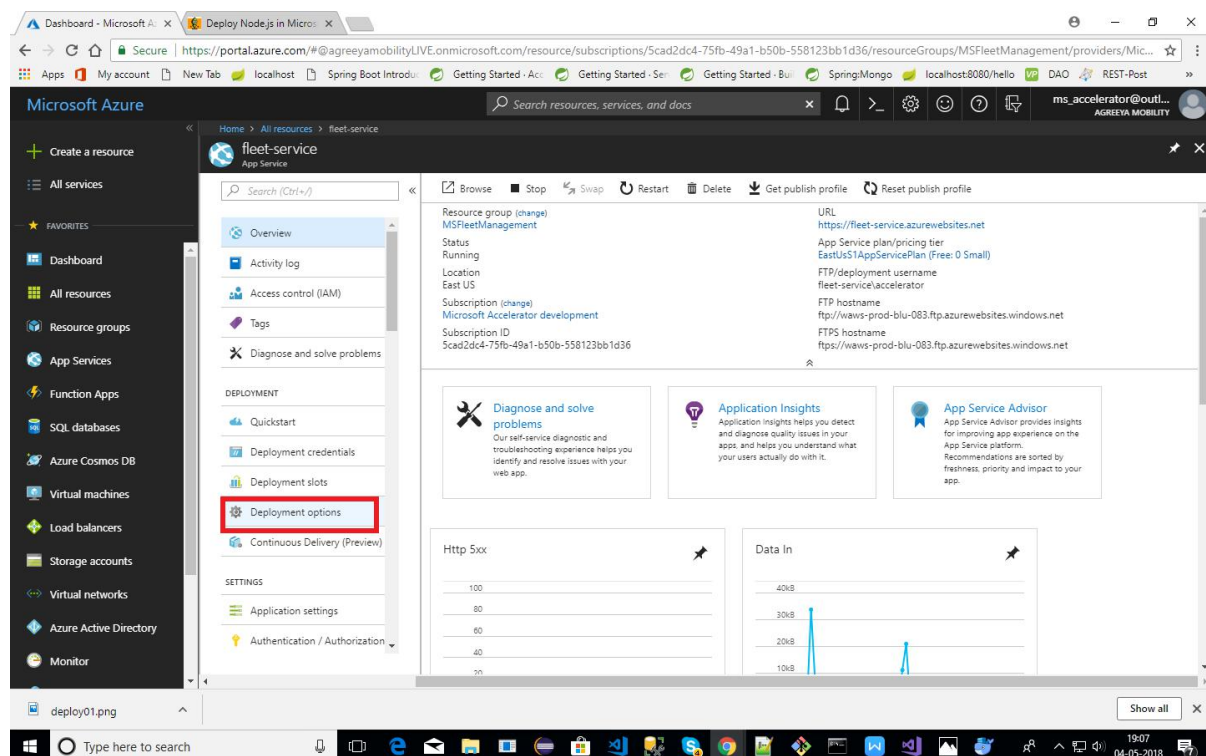 Dashboard - Microsoft A
Deploy Node.js in Micros
Secure | https://portal.azure.com/#@agreeyamobilityLIVE.onmicrosoft.com/resource/subscriptions/5cad2dc4-75fb-49a1-b50b-558123bb1d36/resourceGroups/MSFleetManagement/providers/Mic...
Apps My account New Tab localhost Spring Boot Introdu Getting Started · Acc Getting Started · Ser Getting Started · Bui Spring:Mongo localhost:8080/hello VP DAO REST-Post »
Microsoft Azure
Search resources, services, and docs
ms_accelerator@outl...
AGREEYA MOBILITY
Create a resource
All services
FAVORITES
Dashboard
All resources
Resource groups
App Services
Function Apps
SQL databases
Azure Cosmos DB
Virtual machines
Load balancers
Storage accounts
Virtual networks
Azure Active Directory
Monitor
Home > All resources > fleet-service
fleet-service
App Service
Search (Ctrl+/)
Overview
Activity log
Access control (IAM)
Tags
Diagnose and solve problems
DEPLOYMENT
Quickstart
Deployment credentials
Deployment slots
Deployment options
Continuous Delivery (Preview)
SETTINGS
Application settings
Authentication / Authorization
Browse Stop Swap Restart Delete Get publish profile Reset publish profile
Resource group (change)
MSFleetManagement
Status
Running
Location
East US
Subscription (change)
Microsoft Accelerator development
Subscription ID
5cad2dc4-75fb-49a1-b50b-558123bb1d36
URL
https://fleet-service.azurewebsites.net
App Service plan/pricing tier
EastUsS1AppServicePlan (Free: 0 Small)
FTP/deployment username
fleet-service\accelerator
FTP hostname
ftp://waws-prod-blu-083.ftp.azurewebsites.windows.net
FTPS hostname
ftps://waws-prod-blu-083.ftp.azurewebsites.windows.net
Diagnose and solve
problems
Our self-service diagnostic and
troubleshooting experience helps you
identify and resolve issues with your
web app.
Application Insights
Application Insights helps you detect
and diagnose quality issues in your
apps, and helps you understand what
your users actually do with it.
App Service Advisor
App Service Advisor provides insights
for improving app experience on the
App Service platform.
Recommendations are sorted by
freshness, priority and impact to your
app.
Http 5xx
100
80
60
40
20
Data In
40kB
30kB
20kB
10kB
deploy01.png
Show all
Type here to search
19:07
04-05-2018